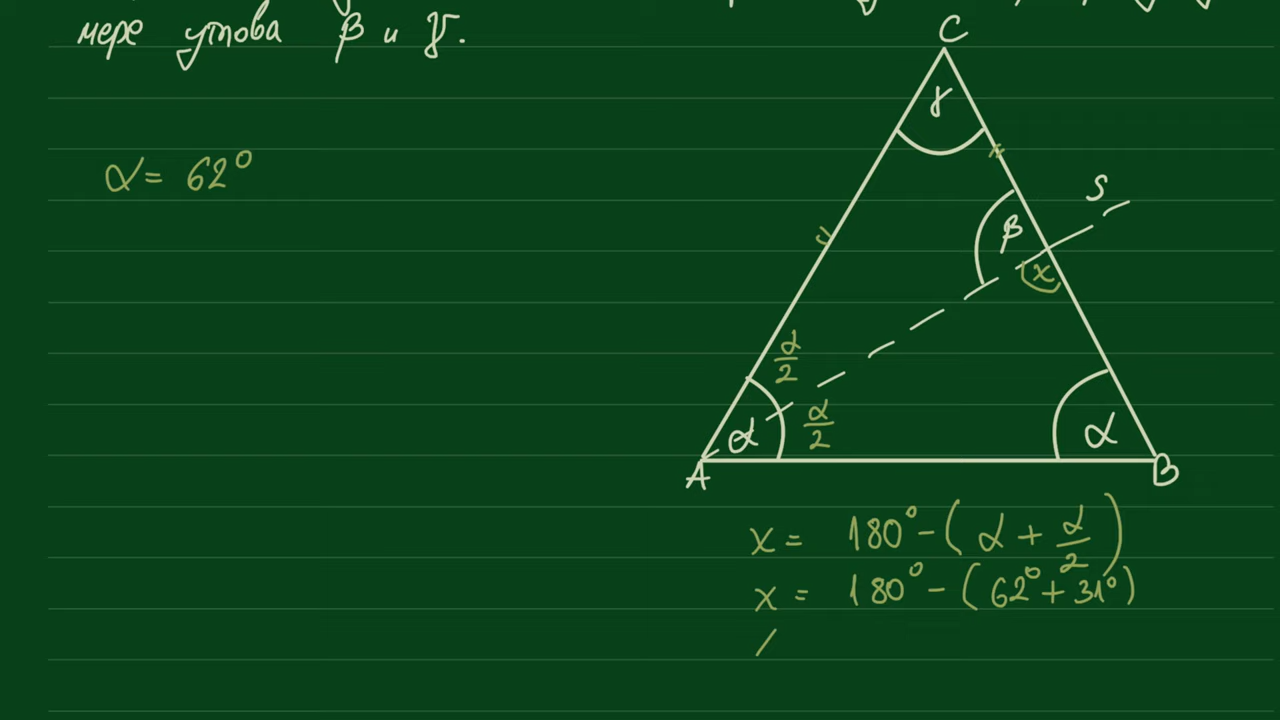 мере углова β и γ.
α = 62°
C
γ
S
β
x
α/2
α/2
α
α
A
B
x = 180° - (α + α/2)
x = 180° - (62° + 31°)